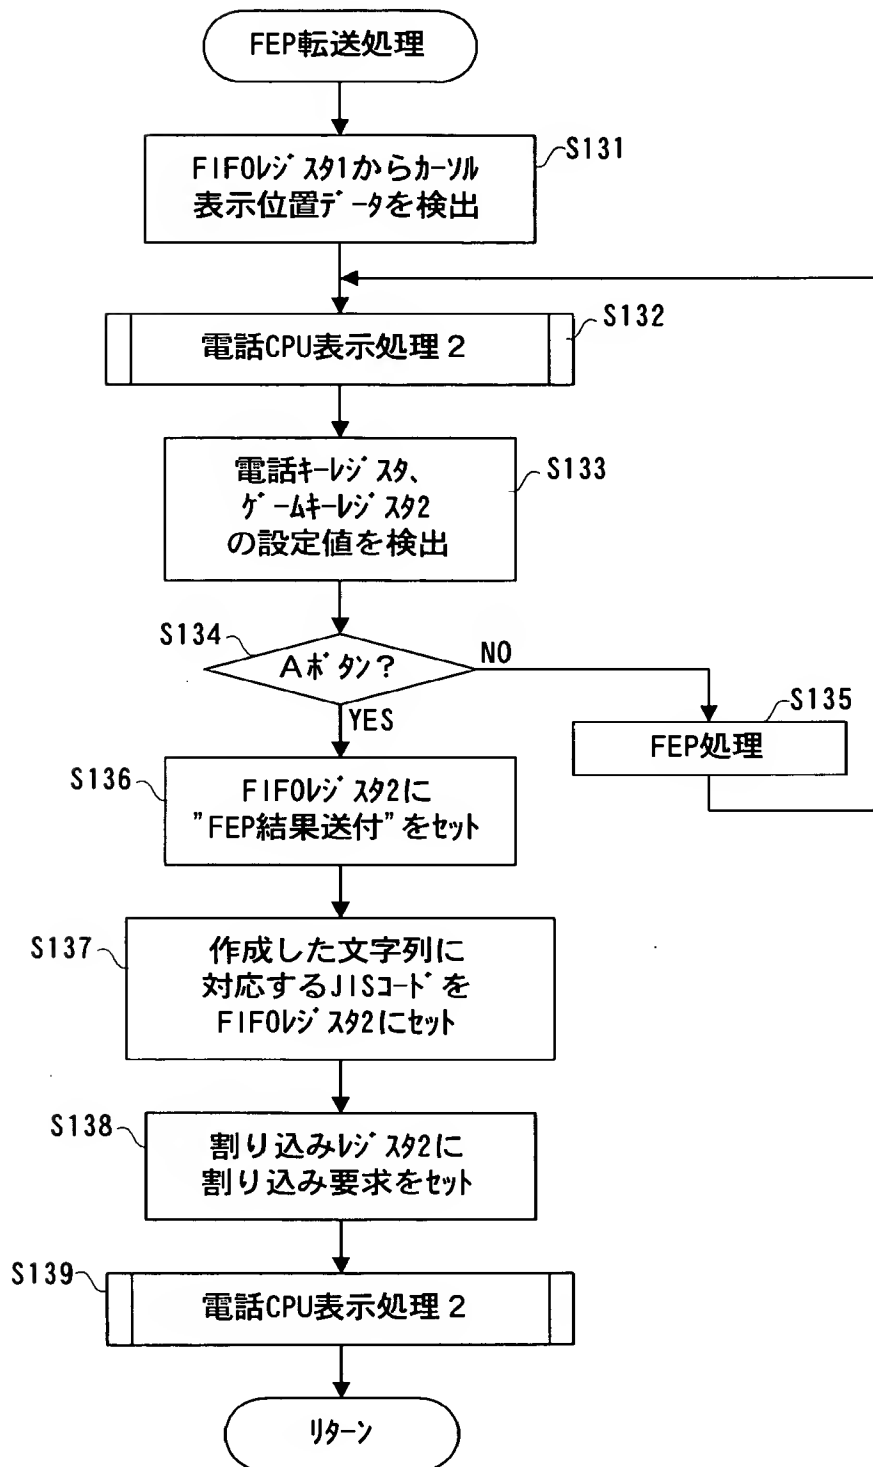 FEP転送処理
S131
FIFOレジスタ1からカーソル
表示位置データを検出
S132
電話CPU表示処理２
S133
電話キーレジスタ、
ゲームキーレジスタ2
の設定値を検出
S134
Aボタン？
NO
YES
S135
FEP処理
S136
FIFOレジスタ2に
”FEP結果送付”をセット
S137
作成した文字列に
対応するJISコードを
FIFOレジスタ2にセット
S138
割り込みレジスタ2に
割り込み要求をセット
S139
電話CPU表示処理２
リターン